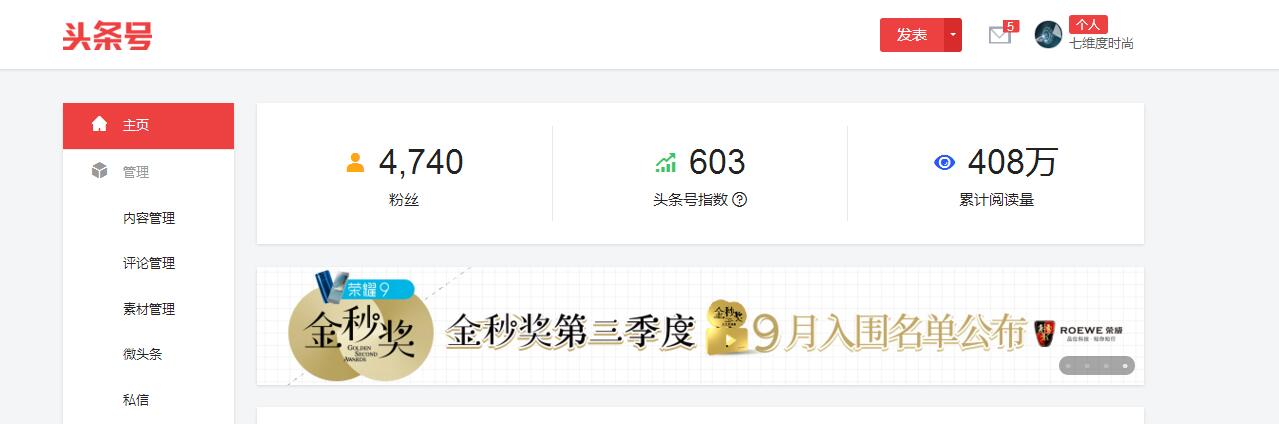 头条号
发表
5
个人
七维度时尚
主页
管理
内容管理
评论管理
素材管理
微头条
私信
4,740
粉丝
603
头条号指数
408万
累计阅读量
荣耀9
金秒奖
GOLDEN
SECOND
AWARDS
金秒奖第三季度
金秒奖
9月入围名单公布
ROEWE 荣威